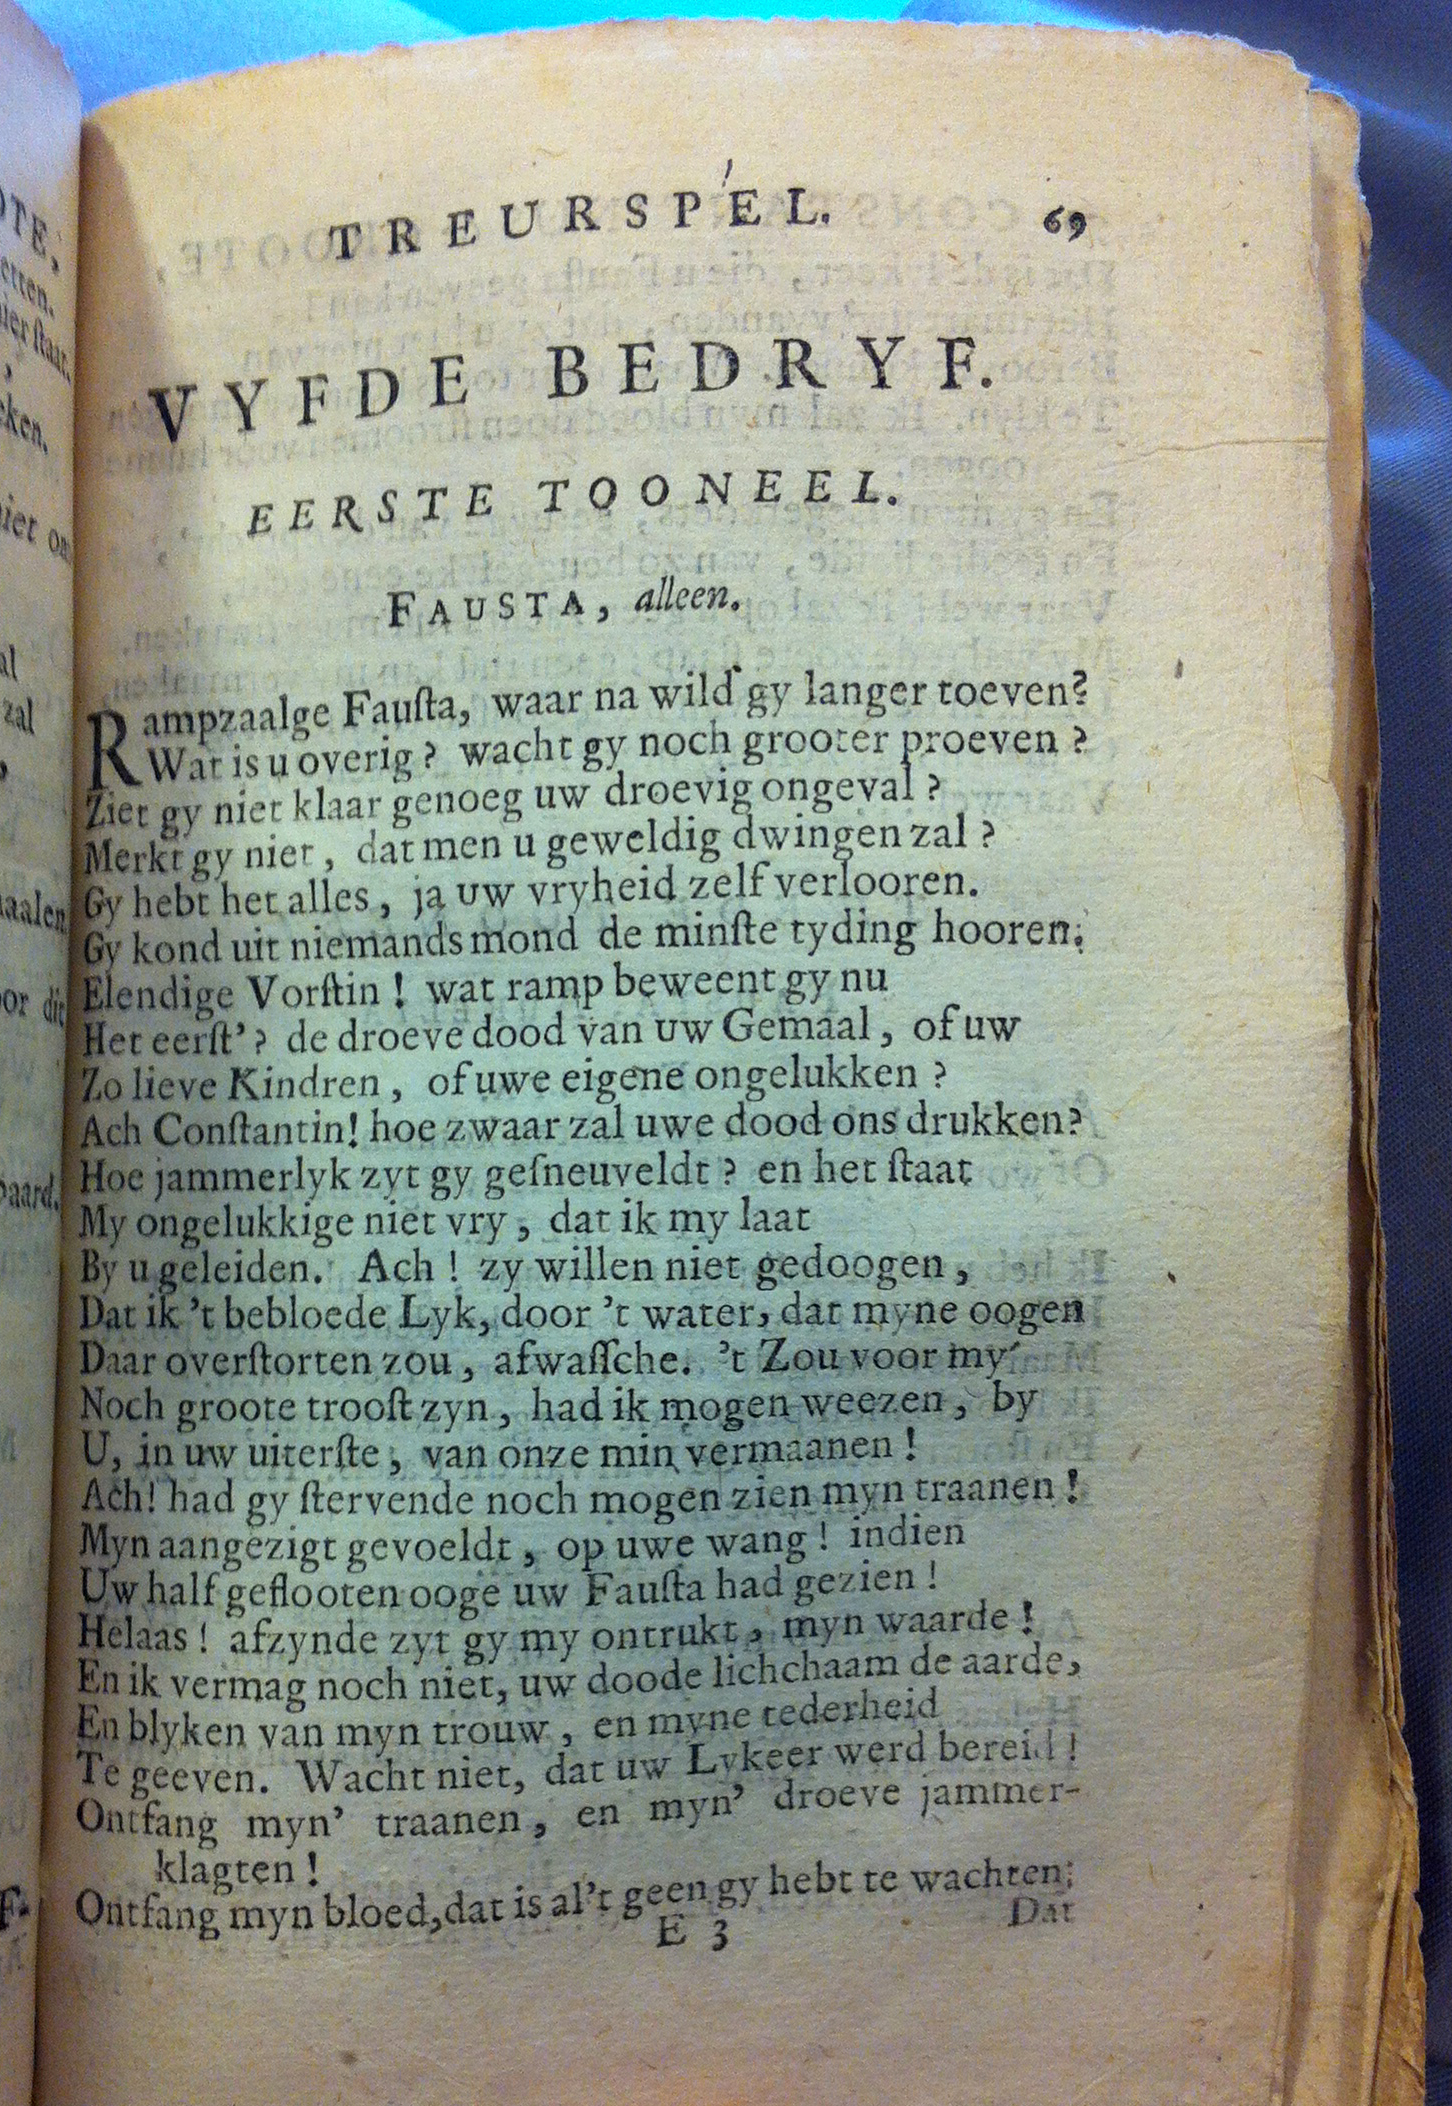 TREURSPEL. 69
VYFDE BEDRYF.
EERSTE TOONEEL.
FAUSTA, alleen.
Rampzaalge Fauſta, waar na wild gy langer toeven?
Wat is u overig? wacht gy noch grooter proeven?
Ziet gy niet klaar genoeg uw droevig ongeval?
Merkt gy niet, dat men u geweldig dwingen zal?
Gy hebt het alles, ja uw vryheid zelf verlooren.
Gy kond uit niemands mond de minſte tyding hooren.
Elendige Vorſtin! wat ramp beweent gy nu
Het eerſt'? de droeve dood van uw Gemaal, of uw
Zo lieve Kindren, of uwe eigene ongelukken?
Ach Conſtantin! hoe zwaar zal uwe dood ons drukken?
Hoe jammerlyk zyt gy geſneuveldt? en het ſtaat
My ongelukkige niet vry, dat ik my laat
By u geleiden. Ach! zy willen niet gedoogen,
Dat ik 't bebloede Lyk, door 't water, dat myne oogen
Daar overſtorten zou, afwaſſche. 't Zou voor my
Noch groote trooſt zyn, had ik mogen weezen, by
U, in uw uiterſte, van onze min vermaanen!
Ach! had gy ſtervende noch mogen zien myn traanen!
Myn aangezigt gevoeldt, op uwe wang! indien
Uw half geſlooten ooge uw Fauſta had gezien!
Helaas! afzynde zyt gy my ontrukt, myn waarde!
En ik vermag noch niet, uw doode lichchaam de aarde,
En blyken van myn trouw, en myne tederheid
Te geeven. Wacht niet, dat uw Lykeer werd bereid!
Ontfang myn' traanen, en myn' droeve jammer-
klagten!
Ontfang myn bloed, dat is al't geen gy hebt te wachten;
E 3 Dat